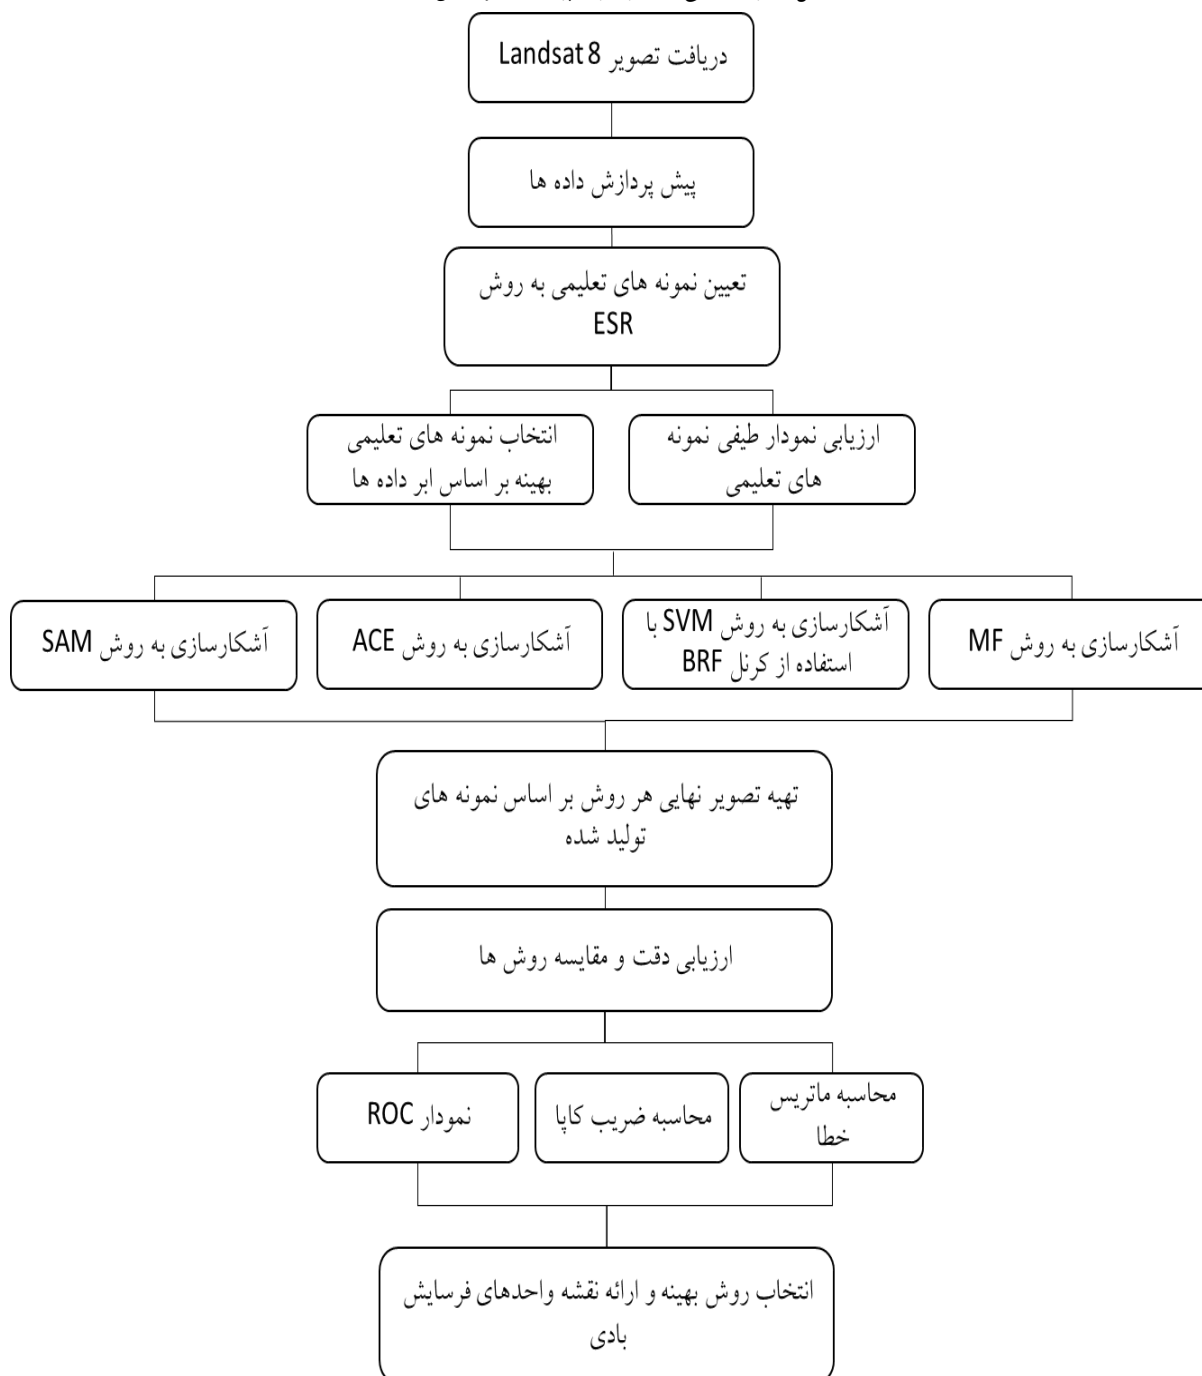 دریافت تصویر Landsat 8
پیش پردازش داده ها
تعیین نمونه های تعلیمی به روش
ESR
ارزیابی نمودار طیفی نمونه
های تعلیمی
انتخاب نمونه های تعلیمی
بهینه بر اساس ابر داده ها
آشکارسازی به روش MF
آشکارسازی به روش SVM با
استفاده از کرنل BRF
آشکارسازی به روش ACE
آشکارسازی به روش SAM
تهیه تصویر نهایی هر روش بر اساس نمونه های
تولید شده
ارزیابی دقت و مقایسه روش ها
محاسبه ماتریس
خطا
محاسبه ضریب کاپا
نمودار ROC
انتخاب روش بهینه و ارائه نقشه واحدهای فرسایش
بادی